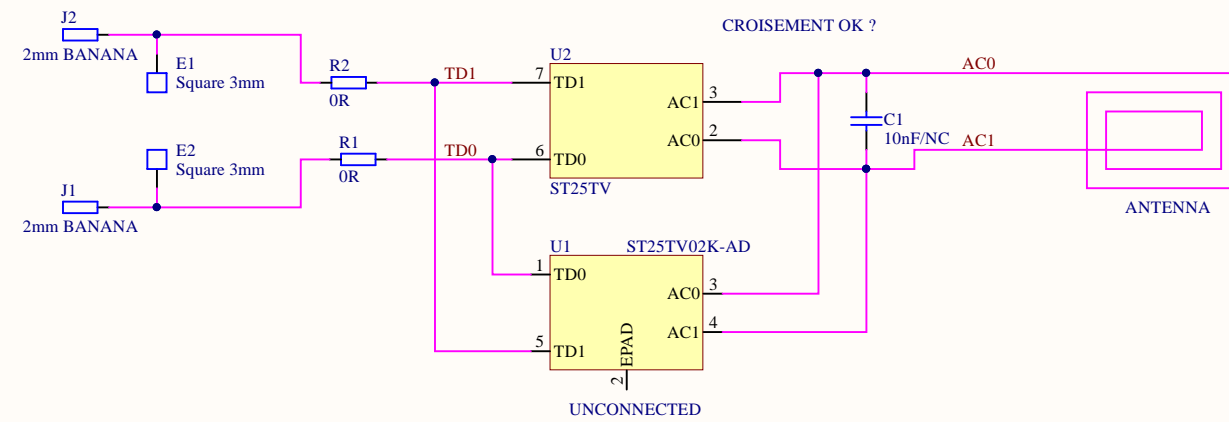 J2
2mm BANANA
E1
Square 3mm
R2
0R
TD1
E2
Square 3mm
R1
0R
TD0
J1
2mm BANANA
U2
7
TD1
6
TD0
AC1
3
AC0
2
ST25TV
CROISEMENT OK ?
AC0
C1
10nF/NC
AC1
ANTENNA
U1
ST25TV02K-AD
1
TD0
5
TD1
AC0
3
AC1
4
EPAD
2
UNCONNECTED